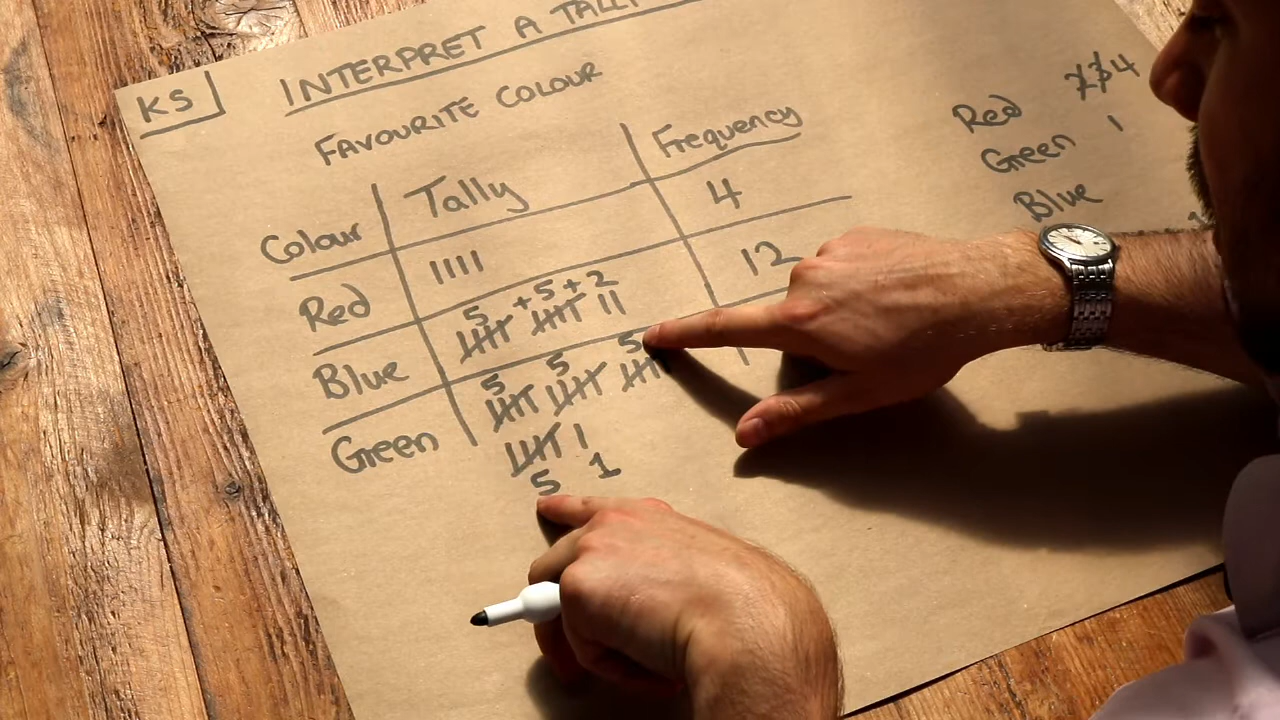 KS
INTERPRET A TALLY
FAVOURITE COLOUR
Colour Tally Frequency
Red 4
5 + 5 + 2
Blue 12
5 5 5
Green
5 1
Red 4
Green 1
Blue